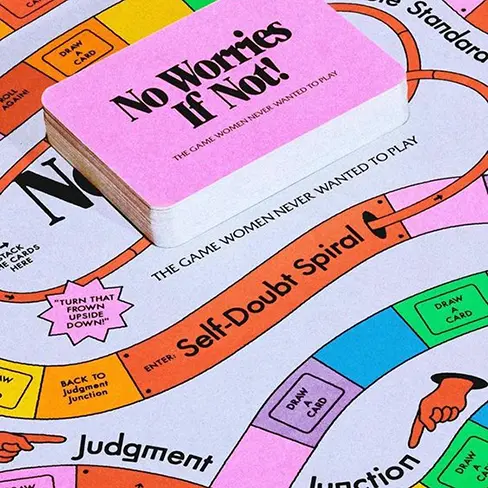 DRAW
A
CARD
ROLL
AGAIN!
Standard
No Worries
If Not!
THE GAME WOMEN NEVER WANTED TO PLAY
No
THE GAME WOMEN NEVER WANTED TO PLAY
STACK
THE CARDS
HERE
"TURN THAT
FROWN
UPSIDE
DOWN!"
ENTER: Self-Doubt Spiral
DRAW
A
CARD
BACK TO
Judgment
Junction
DRAW
A
CARD
Judgment
Junction
DRAW
A
CARD